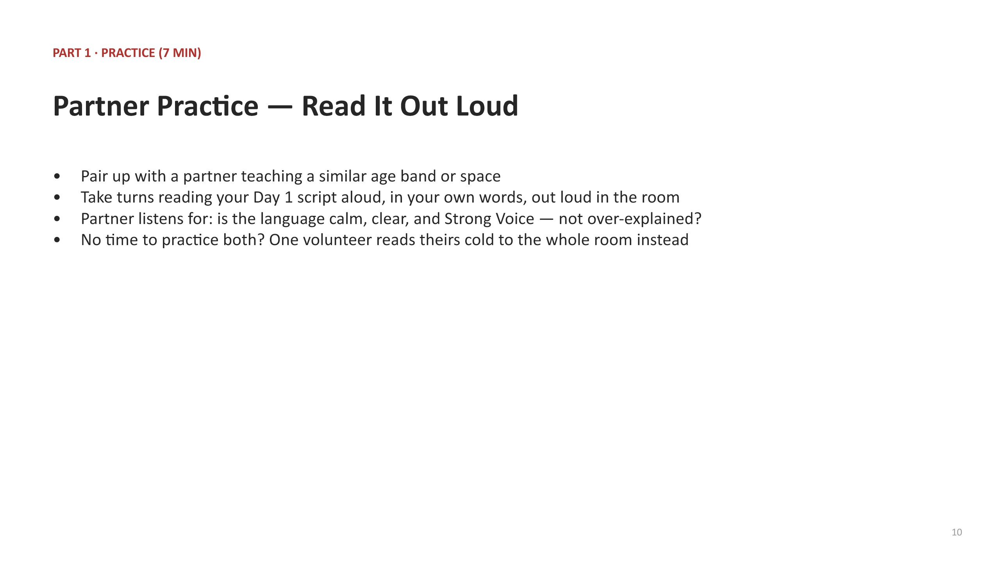 PART 1 · PRACTICE (7 MIN)
Partner Practice — Read It Out Loud
• Pair up with a partner teaching a similar age band or space
• Take turns reading your Day 1 script aloud, in your own words, out loud in the room
• Partner listens for: is the language calm, clear, and Strong Voice — not over-explained?
• No time to practice both? One volunteer reads theirs cold to the whole room instead
10